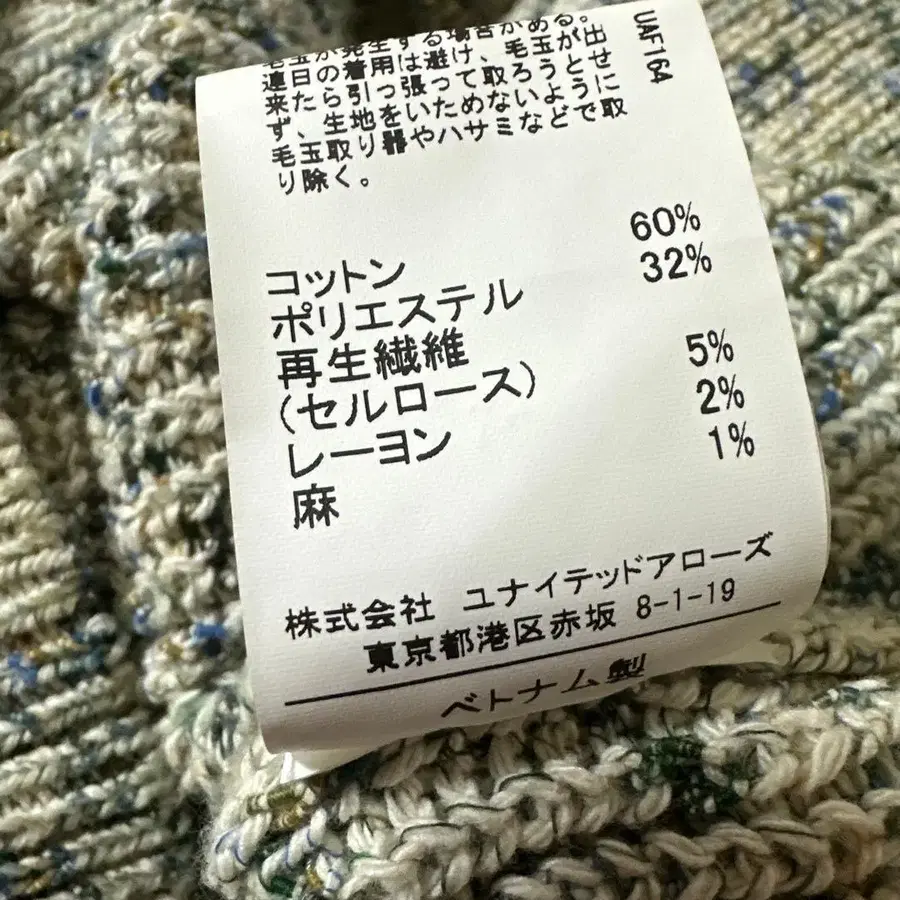 毛玉が発生する場合がある。
連日の着用は避け、毛玉が出
来たら引っ張って取ろうとせ
ず、生地をいためないように
毛玉取り器やハサミなどで取
り除く。
UAF164
コットン 60%
ポリエステル 32%
再生繊維
(セルロース) 5%
レーヨン 2%
麻 1%
株式会社 ユナイテッドアローズ
東京都港区赤坂 8-1-19
ベトナム製